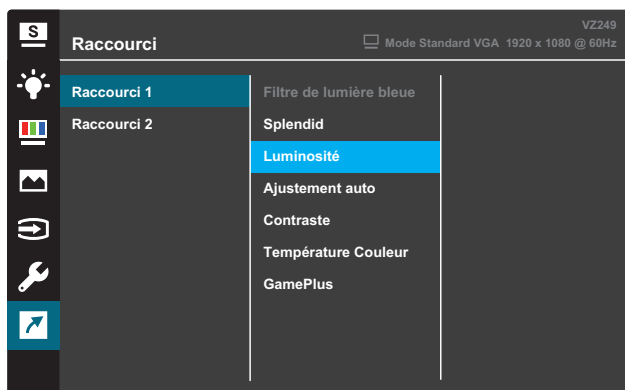 S
VZ249
Raccourci
Mode Standard VGA 1920 x 1080 @ 60Hz
Raccourci 1
Filtre de lumière bleue
Raccourci 2
Splendid
Luminosité
Ajustement auto
Contraste
Température Couleur
GamePlus